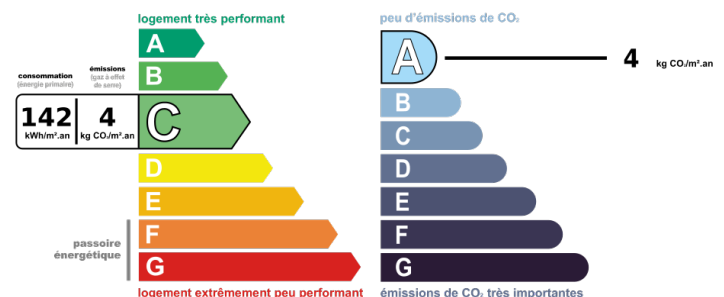 logement très performant
A
B
consommation
(énergie primaire)
émissions
(gaz à effet
de serre)
142
kWh/m².an
4
kg CO₂/m².an
C
D
E
F
G
passoire
énergétique
logement extrêmement peu performant
peu d'émissions de CO₂
A
4
kg CO₂/m².an
B
C
D
E
F
G
émissions de CO₂ très importantes